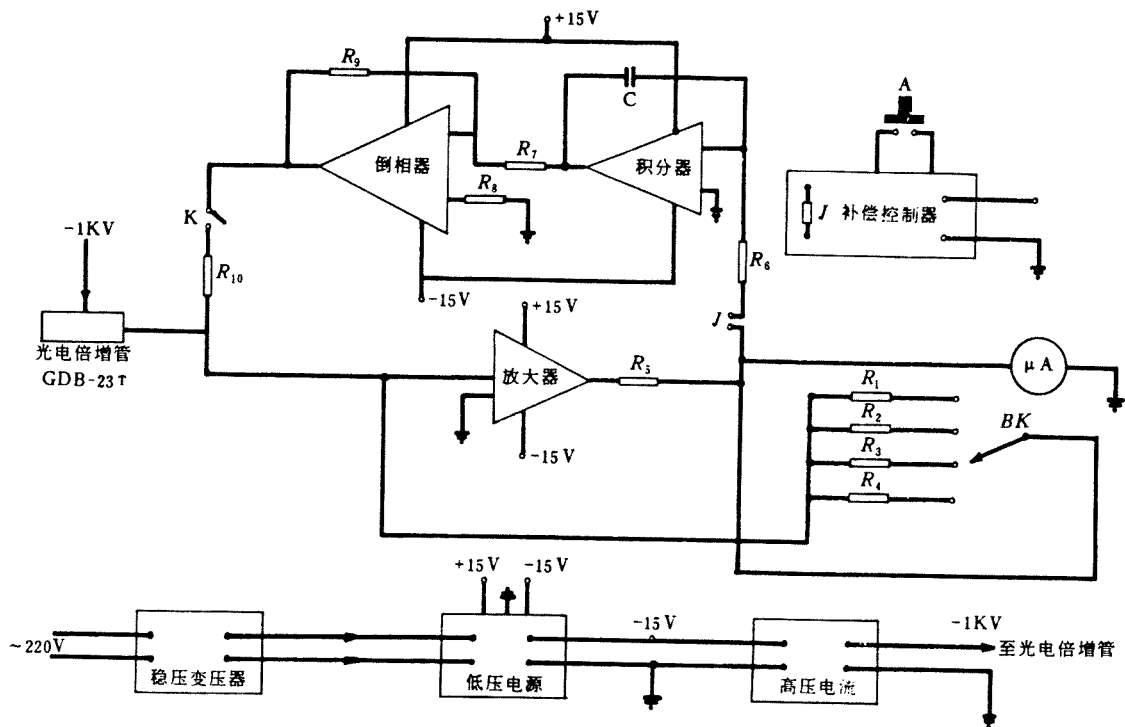 +15V
R₉
C
A
倒相器
R₇
积分器
R₈
J 补偿控制器
K
R₆
-1KV
R₁₀
-15V
+15V
J
光电倍增管
GDB-23T
放大器
R₅
μA
R₁
R₂
BK
R₃
-15V
R₄
+15V
-15V
-15V
-1KV
~220V
至光电倍增管
稳压变压器
低压电源
高压电流